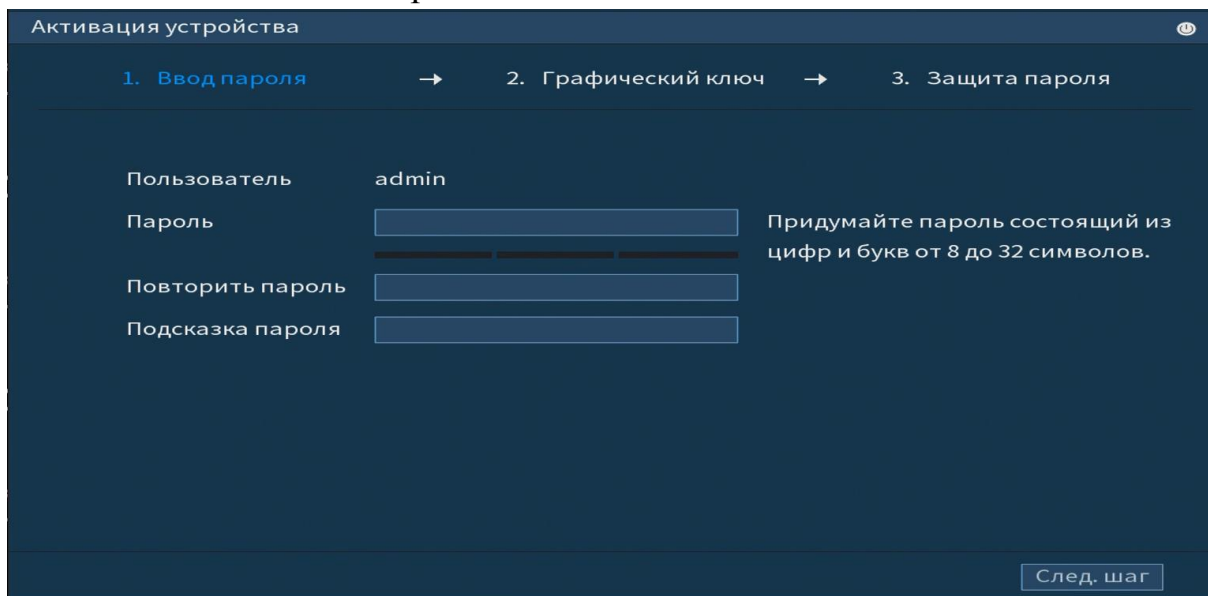 Активация устройства
1. Ввод пароля → 2. Графический ключ → 3. Защита пароля
Пользователь admin
Пароль
Придумайте пароль состоящий из
цифр и букв от 8 до 32 символов.
Повторить пароль
Подсказка пароля
След. шаг